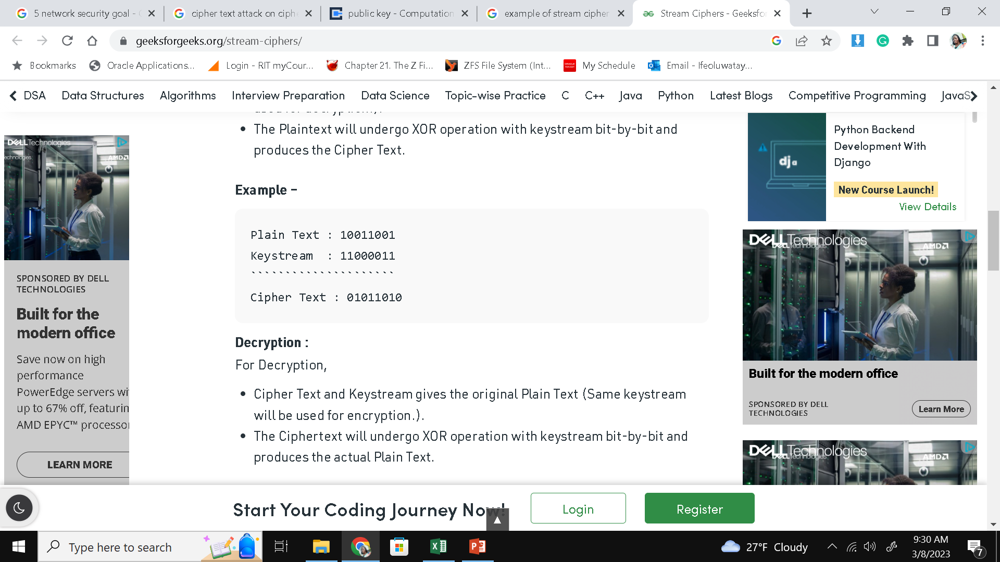 5 network security goal -
cipher text attack on ciph
public key - Computation
example of stream cipher
Stream Ciphers - Geeksfor
geeksforgeeks.org/stream-ciphers/
Bookmarks
Oracle Applications...
Login - RIT myCour...
Chapter 21. The Z Fi...
ZFS File System (Int...
My Schedule
Email - Ifeoluwatay...
DSA
Data Structures
Algorithms
Interview Preparation
Data Science
Topic-wise Practice
C
C++
Java
Python
Latest Blogs
Competitive Programming
JavaS
• The Plaintext will undergo XOR operation with keystream bit-by-bit and
produces the Cipher Text.
Example –
Plain Text : 10011001
Keystream  : 11000011
`````````````````````
Cipher Text : 01011010
Decryption :
For Decryption,
• Cipher Text and Keystream gives the original Plain Text (Same keystream
will be used for encryption.).
• The Ciphertext will undergo XOR operation with keystream bit-by-bit and
produces the actual Plain Text.
DELL Technologies
echnologies
AMD
SPONSORED BY DELL
TECHNOLOGIES
Built for the
modern office
Save now on high
performance
PowerEdge servers wi
up to 67% off, featurin
AMD EPYC™ processor
LEARN MORE
dja
Python Backend
Development With
Django
New Course Launch!
View Details
DELL Technologies
Technologies
AMD
Built for the modern office
SPONSORED BY DELL
TECHNOLOGIES
Learn More
DELL Technologies
Technologies
AMD
Start Your Coding Journey Now!
Login
Register
Type here to search
27°F Cloudy
9:30 AM
3/8/2023
7